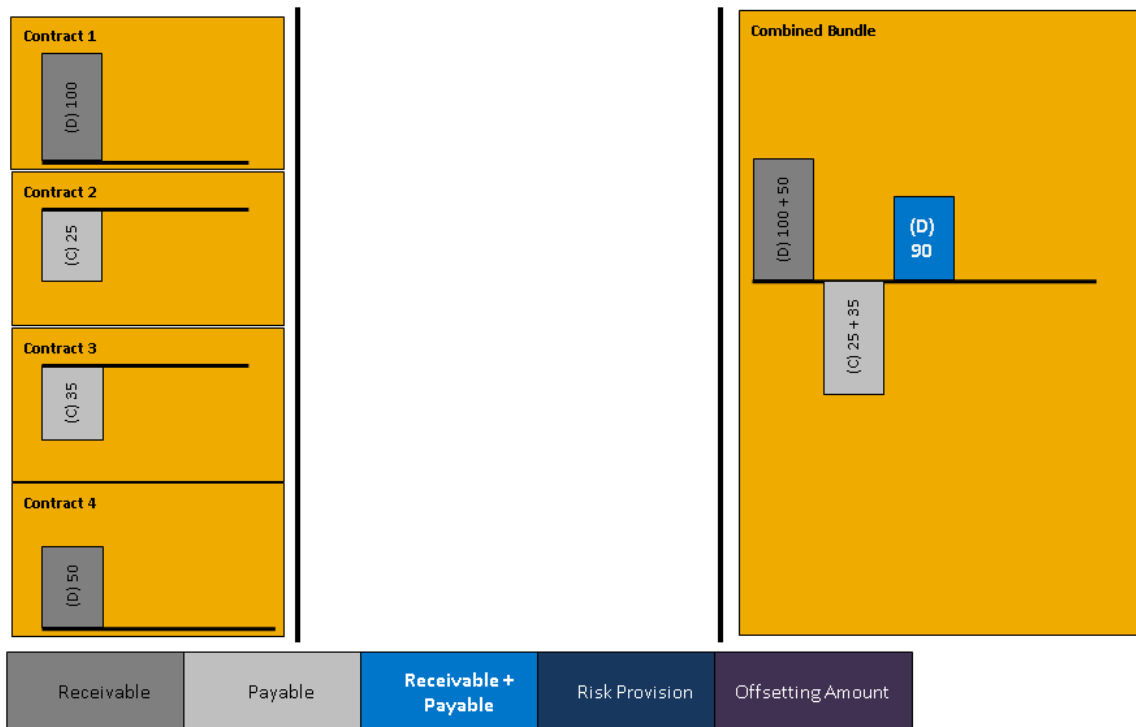 Contract 1
(D) 100
Contract 2
(C) 25
Contract 3
(C) 35
Contract 4
(D) 50
Combined Bundle
(D) 100 + 50
(C) 25 + 35
(D)
90
Receivable
Payable
Receivable +
Payable
Risk Provision
Offsetting Amount